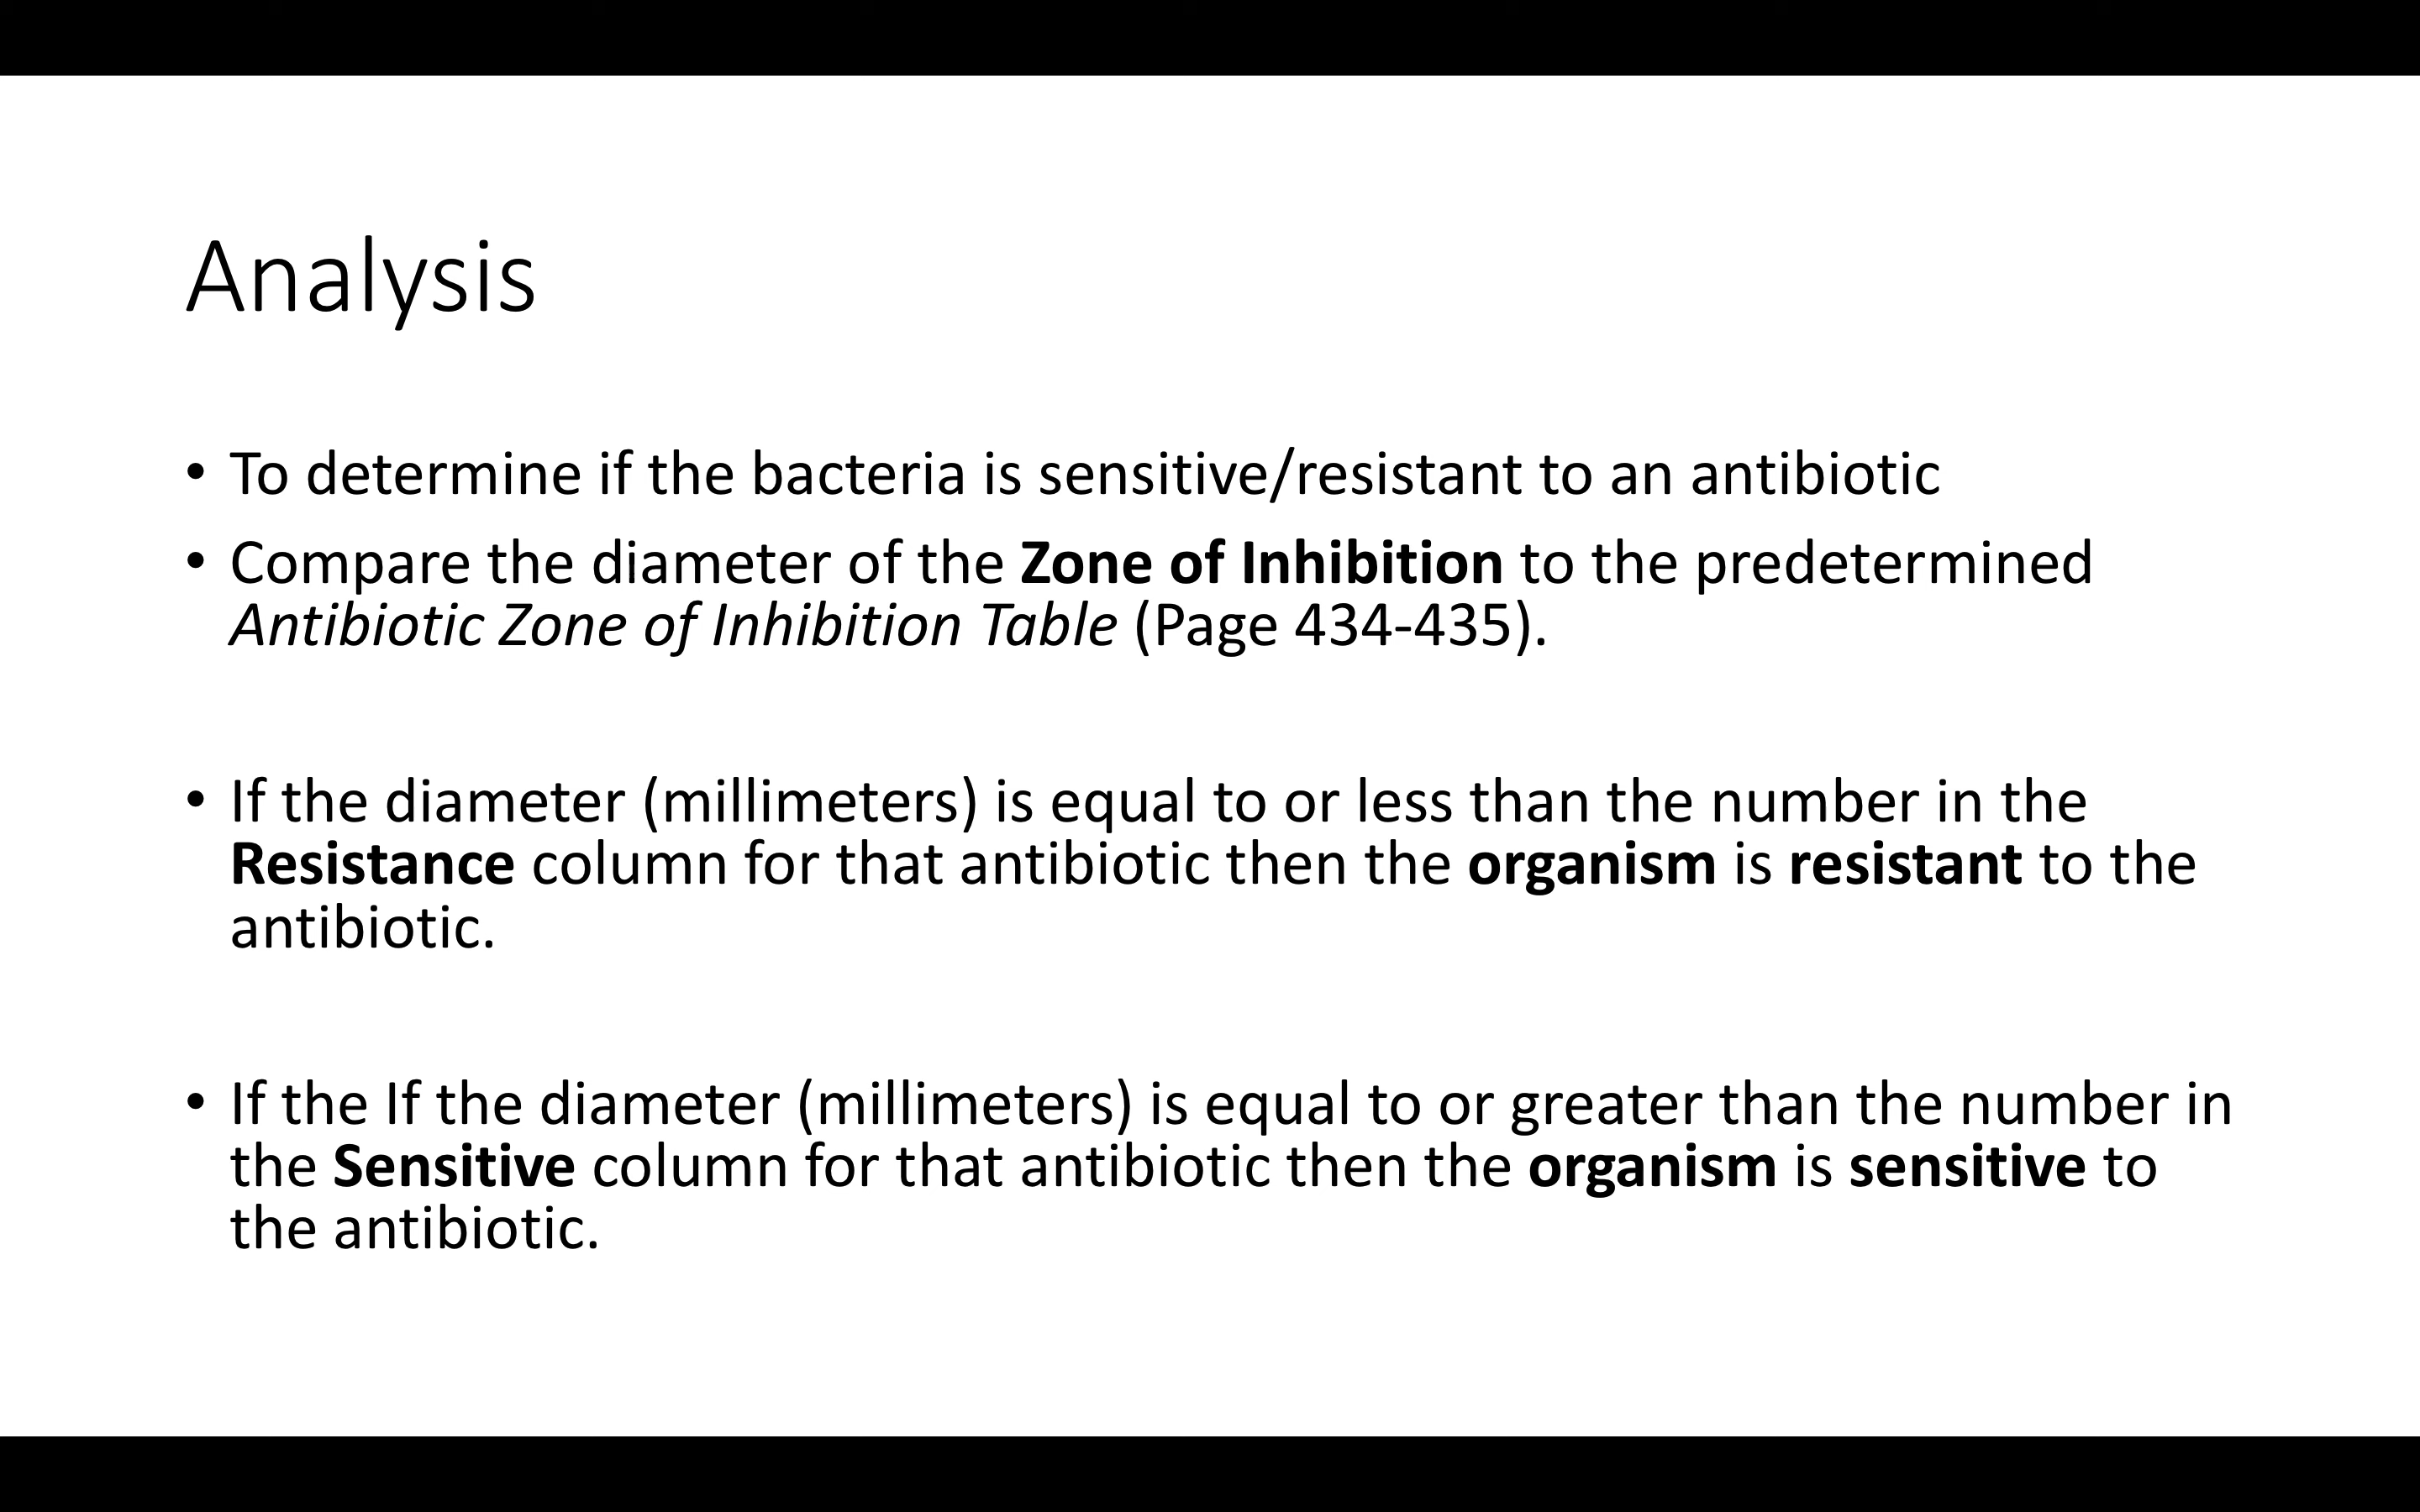 Analysis
• To determine if the bacteria is sensitive/resistant to an antibiotic
• Compare the diameter of the Zone of Inhibition to the predetermined
Antibiotic Zone of Inhibition Table (Page 434-435).
• If the diameter (millimeters) is equal to or less than the number in the
Resistance column for that antibiotic then the organism is resistant to the
antibiotic.
• If the If the diameter (millimeters) is equal to or greater than the number in
the Sensitive column for that antibiotic then the organism is sensitive to
the antibiotic.